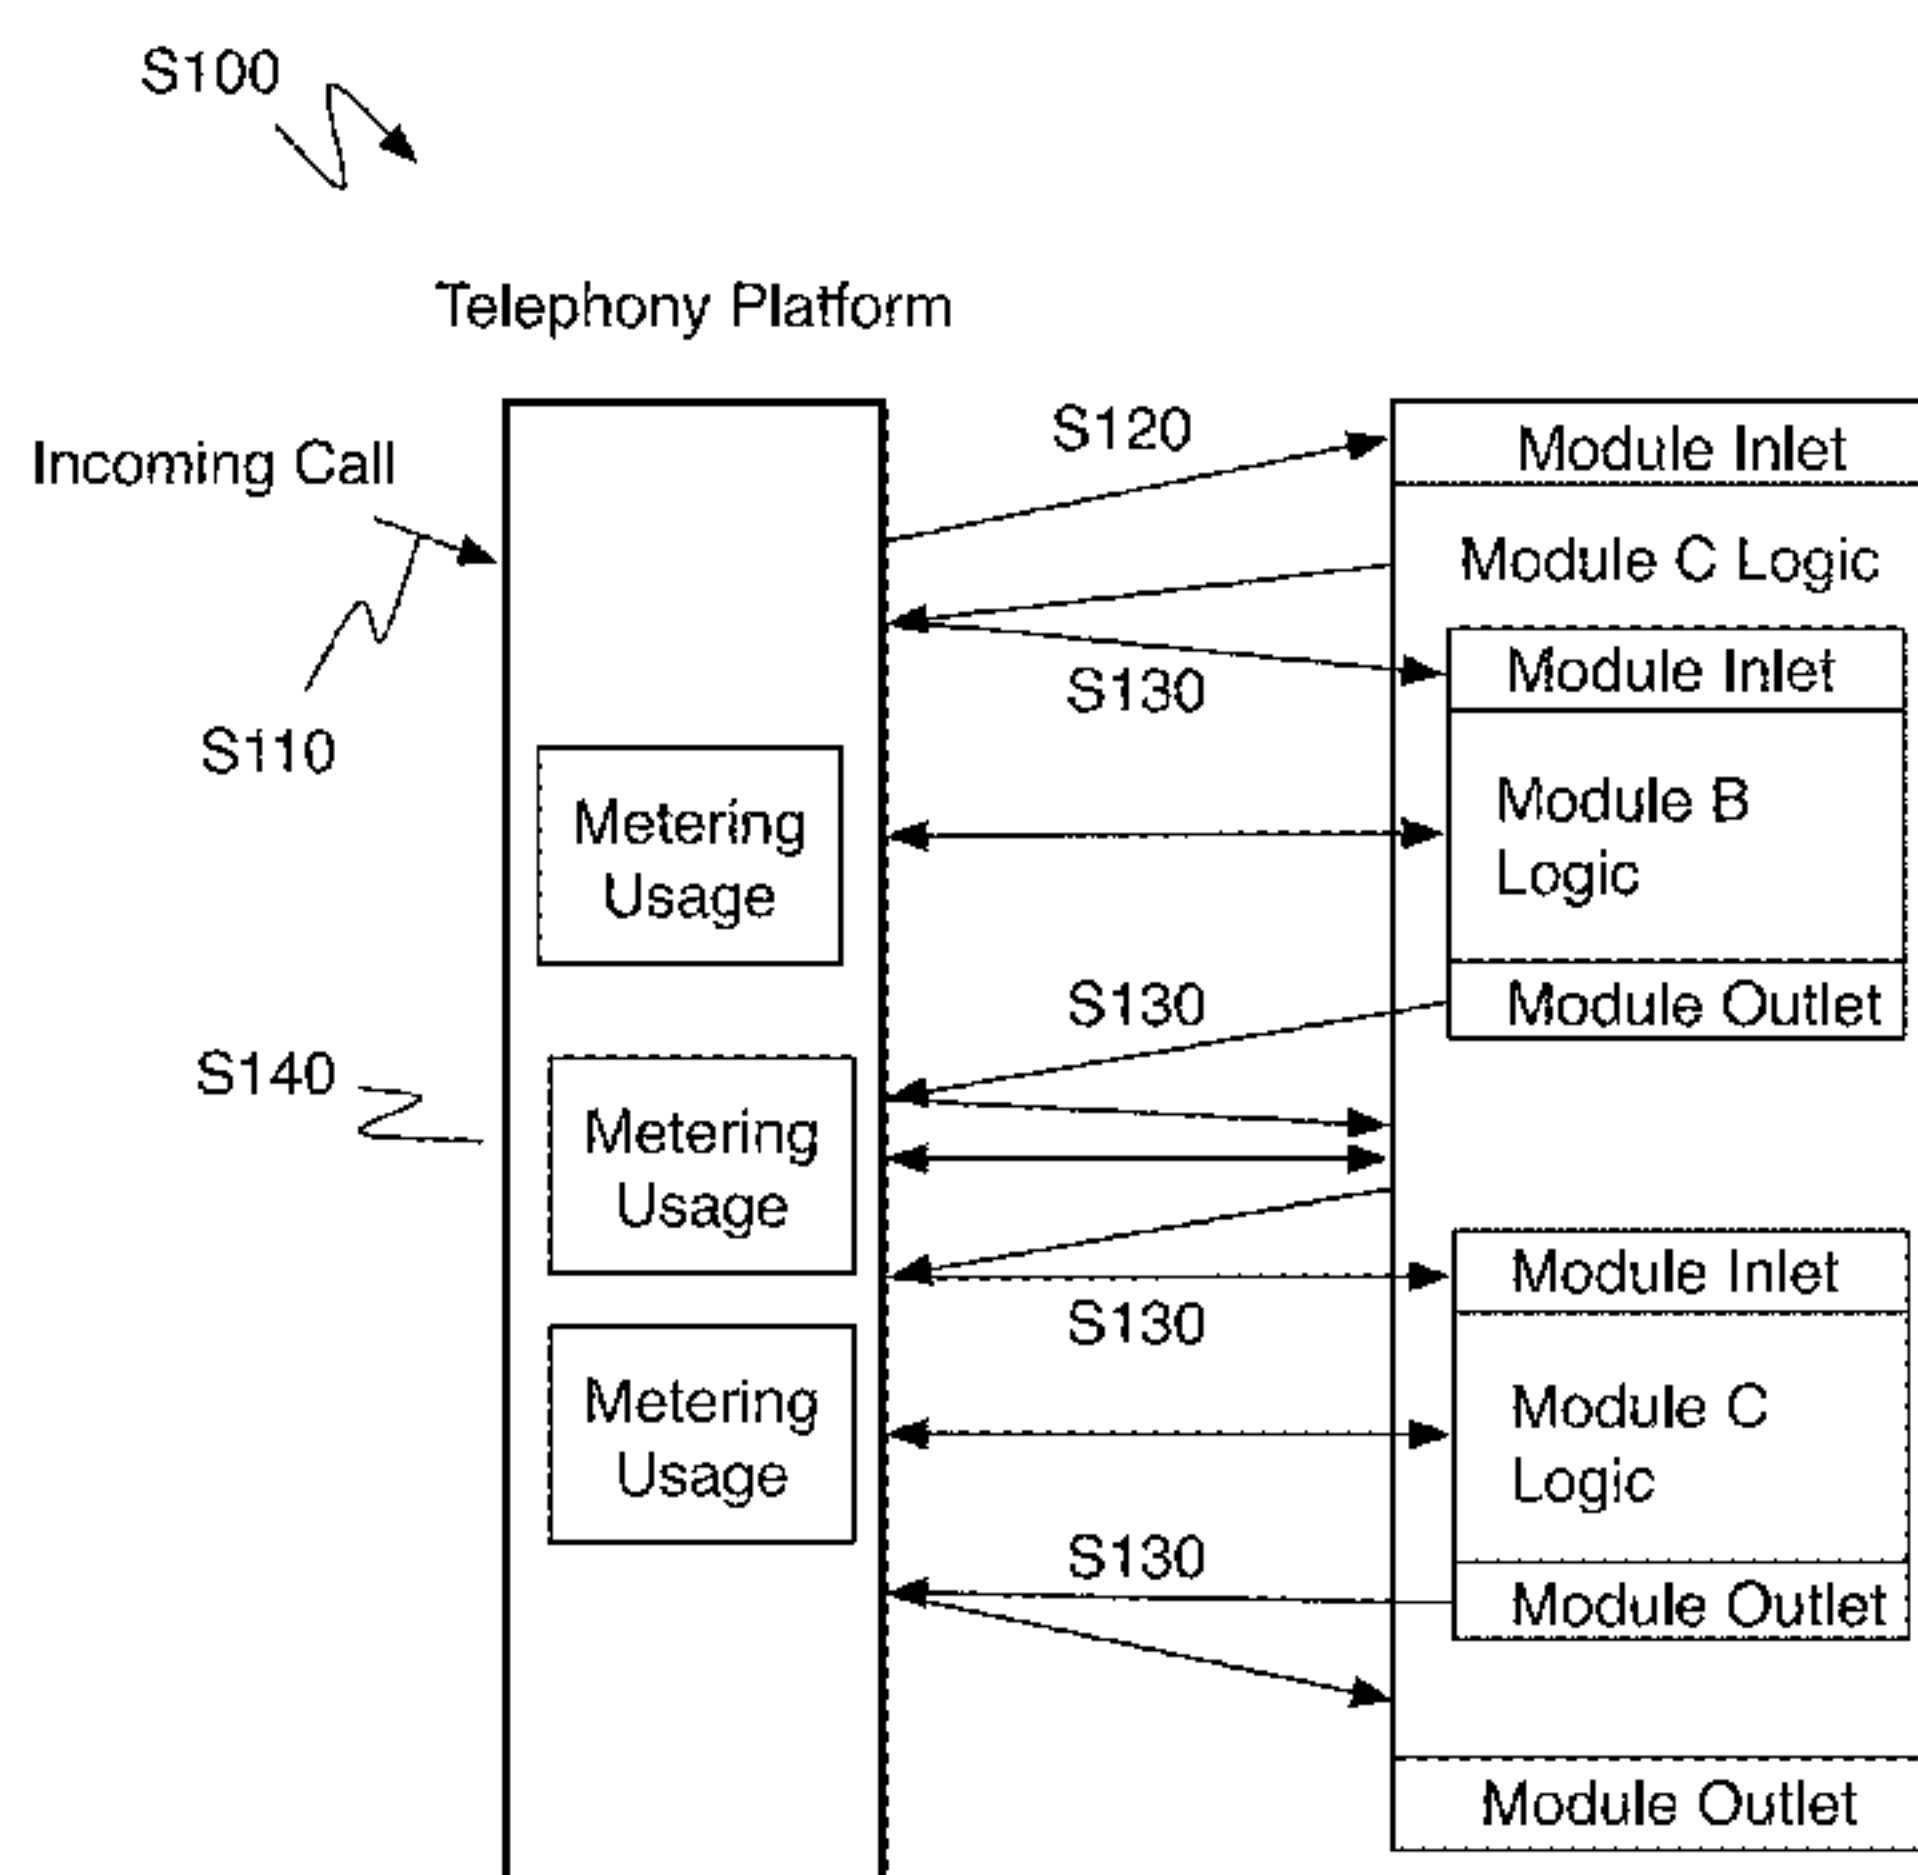 S100
Telephony Platform
Incoming Call
S120
Module Inlet
Module C Logic
S130
Module Inlet
S110
Metering
Usage
Module B
Logic
S130
Module Outlet
S140
Metering
Usage
Module Inlet
S130
Metering
Usage
Module C
Logic
S130
Module Outlet
Module Outlet